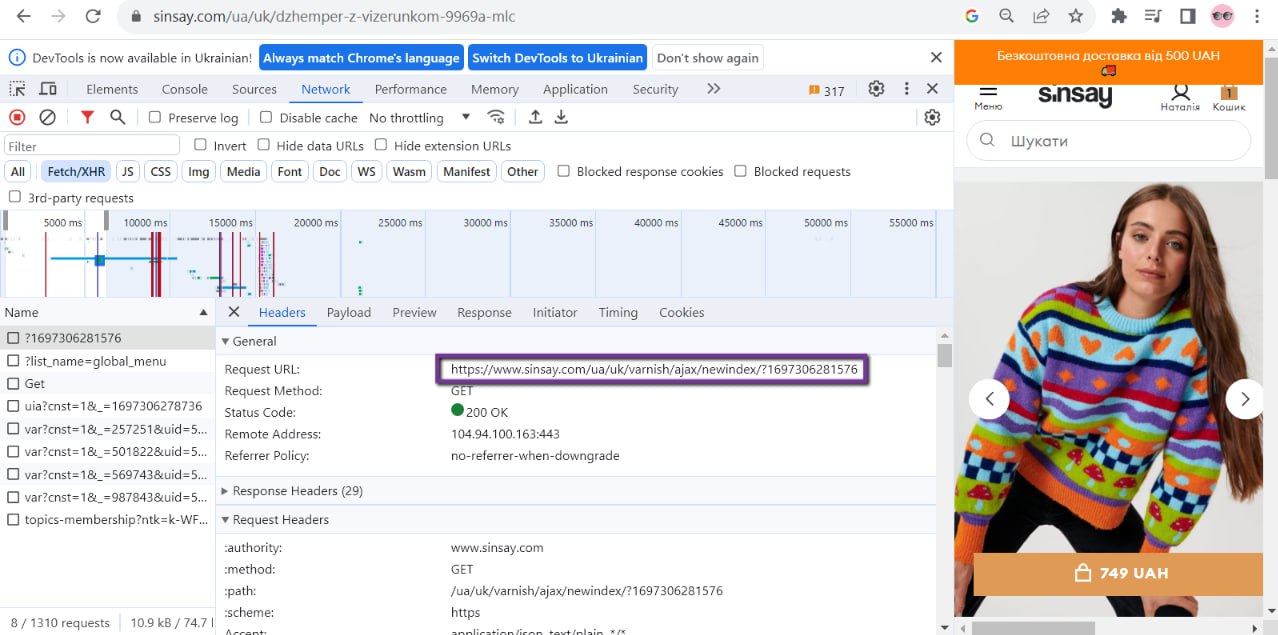 sinsay.com/ua/uk/dzhemper-z-vizerunkom-9969a-mlc
DevTools is now available in Ukrainian! Always match Chrome's language Switch DevTools to Ukrainian Don't show again
Elements Console Sources Network Performance Memory Application Security 317
Preserve log Disable cache No throttling
Filter Invert Hide data URLs Hide extension URLs
All Fetch/XHR JS CSS Img Media Font Doc WS Wasm Manifest Other Blocked response cookies Blocked requests
3rd-party requests
5000 ms 10000 ms 15000 ms 20000 ms 25000 ms 30000 ms 35000 ms 40000 ms 45000 ms 50000 ms 55000 ms
Name
?1697306281576
?list_name=global_menu
Get
uia?cnst=1&_=1697306278736
var?cnst=1&_=257251&uid=5...
var?cnst=1&_=501822&uid=5...
var?cnst=1&_=569743&uid=5...
var?cnst=1&_=987843&uid=5...
topics-membership?ntk=k-WF...
8 / 1310 requests 10.9 kB / 74.7
Headers Payload Preview Response Initiator Timing Cookies
General
Request URL: https://www.sinsay.com/ua/uk/varnish/ajax/newindex/?1697306281576
Request Method: GET
Status Code: 200 OK
Remote Address: 104.94.100.163:443
Referrer Policy: no-referrer-when-downgrade
Response Headers (29)
Request Headers
:authority: www.sinsay.com
:method: GET
:path: /ua/uk/varnish/ajax/newindex/?1697306281576
:scheme: https
Accept: application/json, text/plain, */*
Безкоштовна доставка від 500 UAH
Меню sinsay Наталія 1 Кошик
Шукати
749 UAH